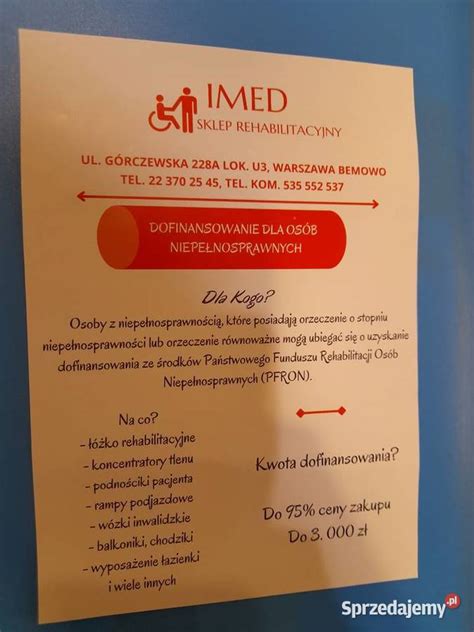 IMED
SKLEP REHABILITACYJNY
UL. GÓRCZEWSKA 228A LOK. U3, WARSZAWA BEMOWO
TEL. 22 370 25 45, TEL. KOM. 535 552 537
DOFINANSOWANIE DLA OSÓB
NIEPEŁNOSPRAWNYCH
Dla Kogo?
Osoby z niepełnosprawnością, które posiadają orzeczenie o stopniu
niepełnosprawności lub orzeczenie równoważne mogą ubiegać się o uzyskanie
dofinansowania ze środków Państwowego Funduszu Rehabilitacji Osób
Niepełnosprawnych (PFRON).
Na co?
- łóżko rehabilitacyjne
- koncentratory tlenu
- podnośniki pacjenta
- rampy podjazdowe
- wózki inwalidzkie
- balkoniki, chodziki
- wyposażenie łazienki
i wiele innych
Kwota dofinansowania?
Do 95% ceny zakupu
Do 3. 000 zł
Sprzedajemy.pl